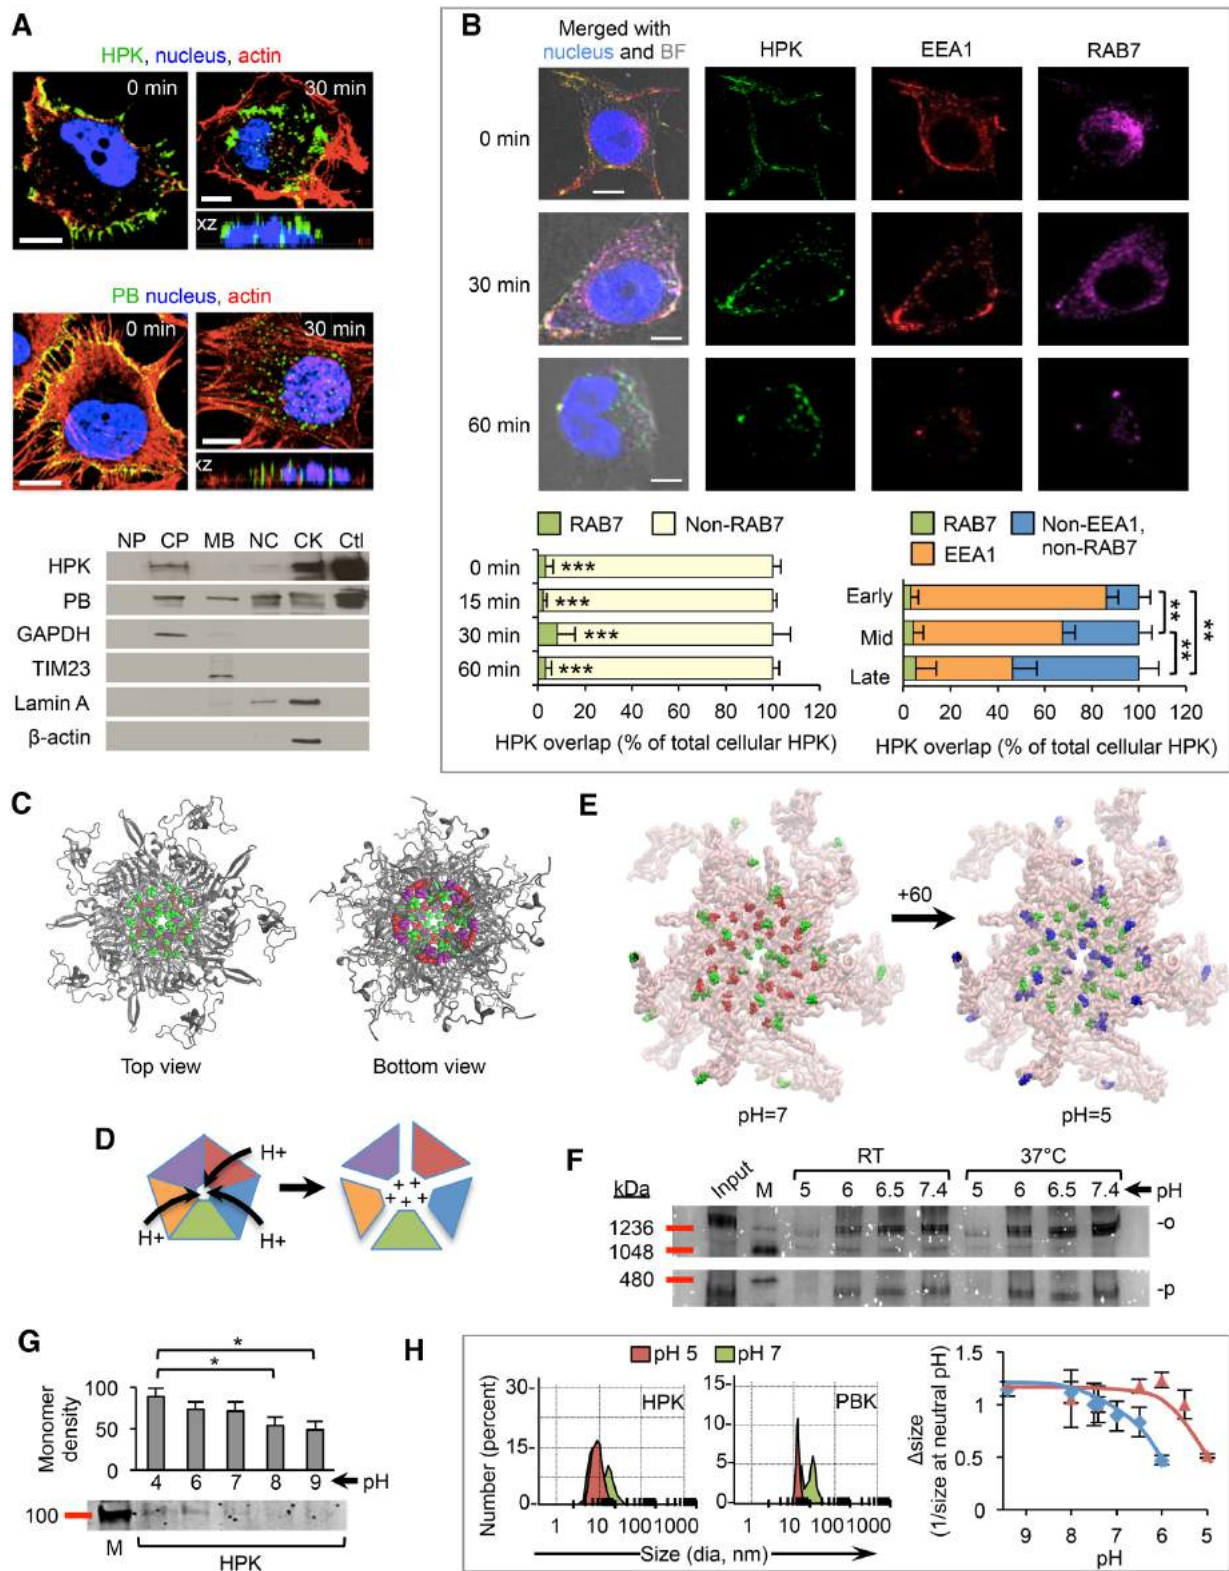 A
HPK, nucleus, actin
0 min
30 min
xz
PB nucleus, actin
0 min
30 min
xz
NP CP MB NC CK Ctl
HPK
PB
GAPDH
TIM23
Lamin A
β-actin
B
Merged with
nucleus and BF
HPK
EEA1
RAB7
0 min
30 min
60 min
RAB7 Non-RAB7
0 min ***
15 min ***
30 min ***
60 min ***
0 20 40 60 80 100 120
HPK overlap (% of total cellular HPK)
RAB7 Non-EEA1,
EEA1 non-RAB7
Early
Mid
Late
**
**
**
0 20 40 60 80 100 120
HPK overlap (% of total cellular HPK)
C
Top view
Bottom view
D
H+
H+
H+
+ + + + + +
E
+60
pH=7
pH=5
F
RT 37°C
kDa Input M 5 6 6.5 7.4 5 6 6.5 7.4 pH
1236 -o
1048
480 -p
G
*
*
Monomer
density
100
50
0
4 6 7 8 9 pH
100
M HPK
H
pH 5 pH 7
Number (percent)
30
15
0
HPK
1 10 100 1000
15
10
5
0
PBK
1 10 100 1000
Size (dia, nm)
Δsize
(1/size at neutral pH)
1.5
1
0.5
0
9 8 7 6 5
pH